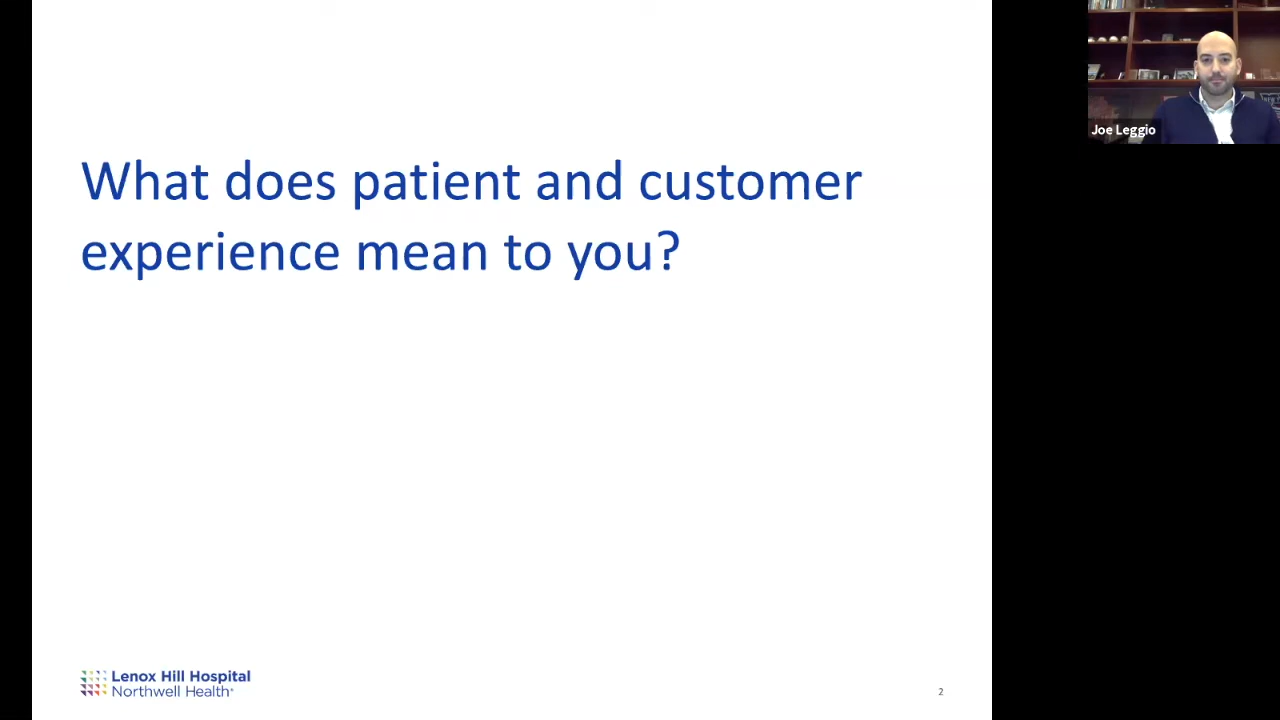 What does patient and customer
experience mean to you?
Joe Leggio
Lenox Hill Hospital
Northwell Health
2